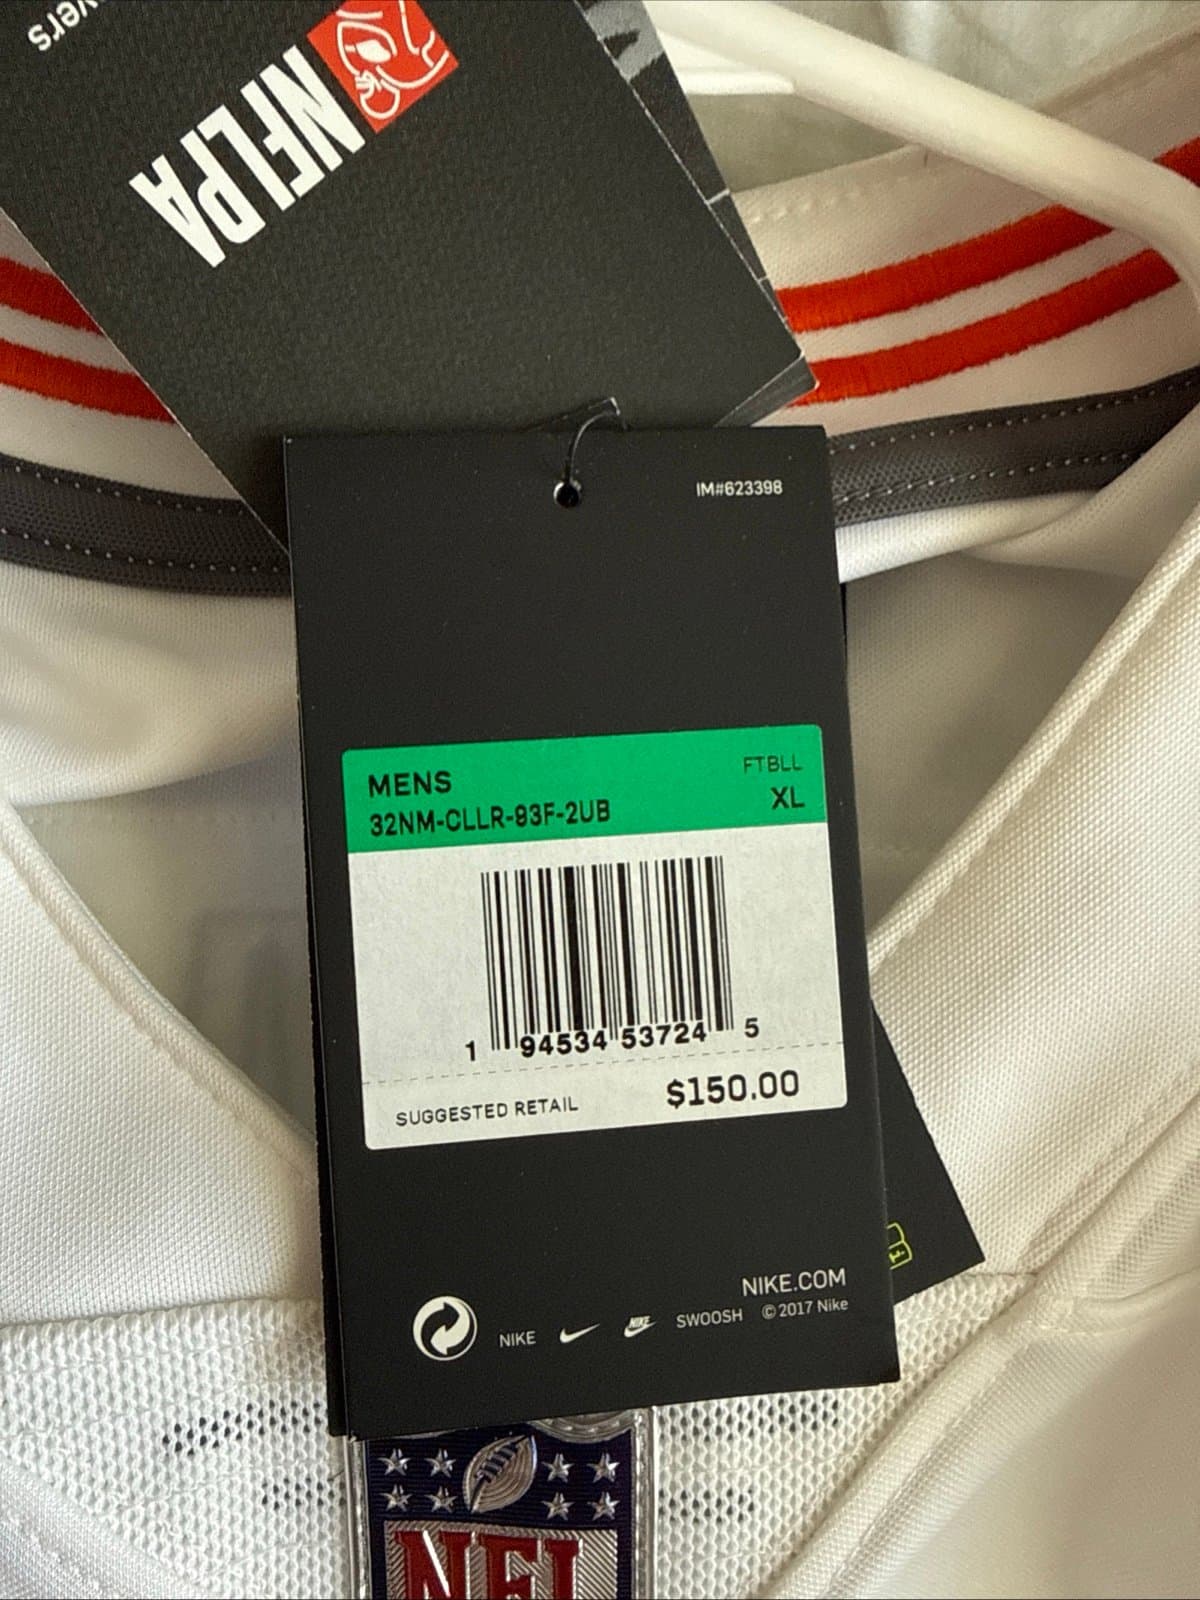 NFLPA
IM#623398
MENS FTBLL
32NM-CLLR-93F-2UB XL
1 94534 53724 5
SUGGESTED RETAIL $150.00
NIKE.COM
NIKE NIKE SWOOSH © 2017 Nike
NFL